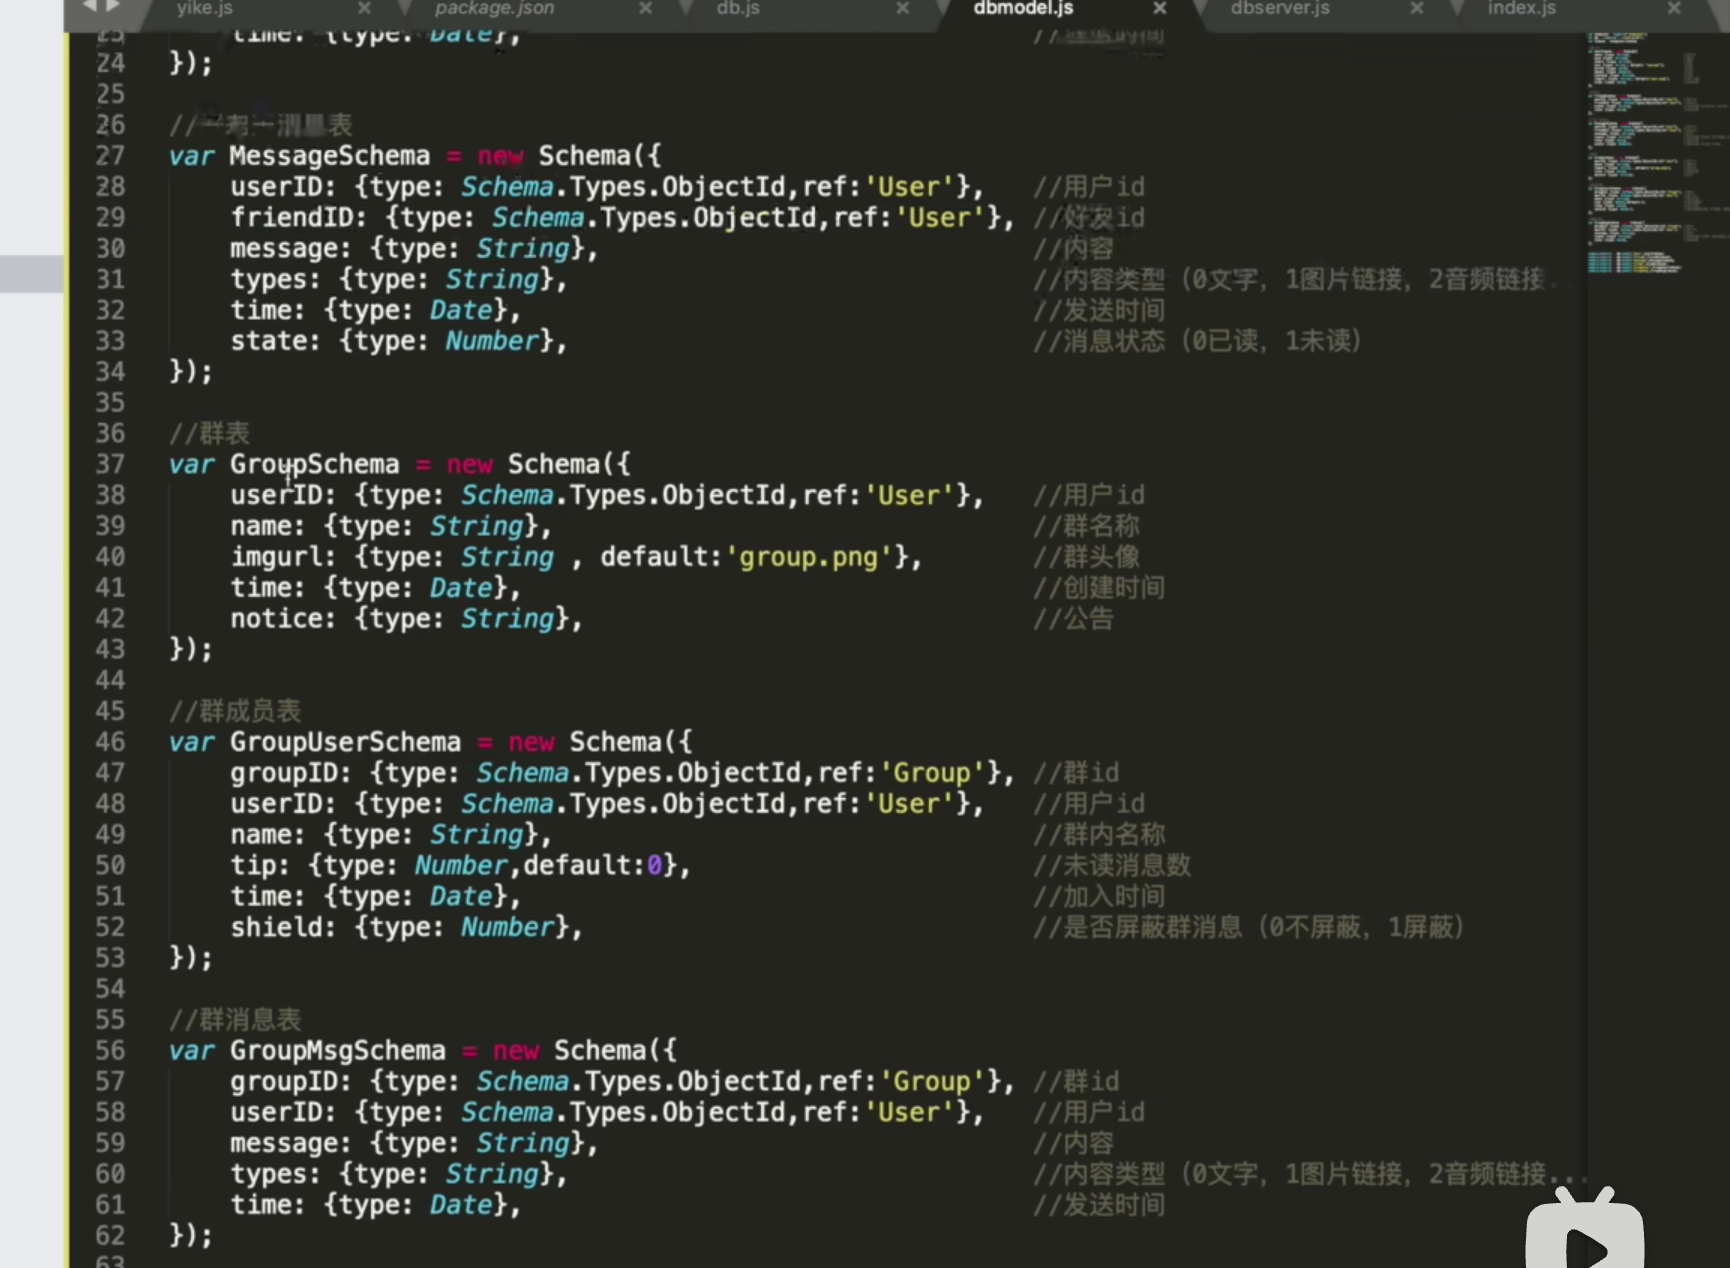 yike.js
package.json
db.js
dbmodel.js
dbserver.js
index.js
time: {type: Date},
24 });
25
26 //一对一消息表
27 var MessageSchema = new Schema({
28 userID: {type: Schema.Types.ObjectId,ref:'User'}, //用户id
29 friendID: {type: Schema.Types.ObjectId,ref:'User'}, //好友id
30 message: {type: String}, //内容
31 types: {type: String}, //内容类型（0文字，1图片链接，2音频链接...
32 time: {type: Date}, //发送时间
33 state: {type: Number}, //消息状态（0已读，1未读）
34 });
35
36 //群表
37 var GroupSchema = new Schema({
38 userID: {type: Schema.Types.ObjectId,ref:'User'}, //用户id
39 name: {type: String}, //群名称
40 imgurl: {type: String , default:'group.png'}, //群头像
41 time: {type: Date}, //创建时间
42 notice: {type: String}, //公告
43 });
44
45 //群成员表
46 var GroupUserSchema = new Schema({
47 groupID: {type: Schema.Types.ObjectId,ref:'Group'}, //群id
48 userID: {type: Schema.Types.ObjectId,ref:'User'}, //用户id
49 name: {type: String}, //群内名称
50 tip: {type: Number,default:0}, //未读消息数
51 time: {type: Date}, //加入时间
52 shield: {type: Number}, //是否屏蔽群消息（0不屏蔽，1屏蔽）
53 });
54
55 //群消息表
56 var GroupMsgSchema = new Schema({
57 groupID: {type: Schema.Types.ObjectId,ref:'Group'}, //群id
58 userID: {type: Schema.Types.ObjectId,ref:'User'}, //用户id
59 message: {type: String}, //内容
60 types: {type: String}, //内容类型（0文字，1图片链接，2音频链接...
61 time: {type: Date}, //发送时间
62 });
63